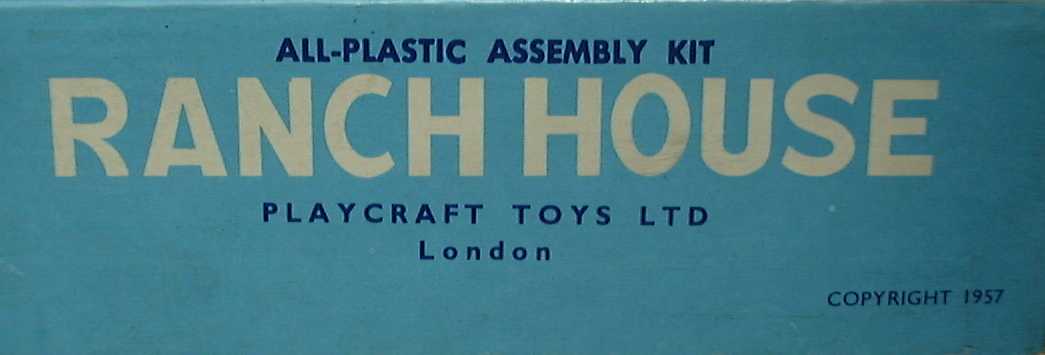 ALL-PLASTIC ASSEMBLY KIT
RANCH HOUSE
PLAYCRAFT TOYS LTD
London
COPYRIGHT 1957